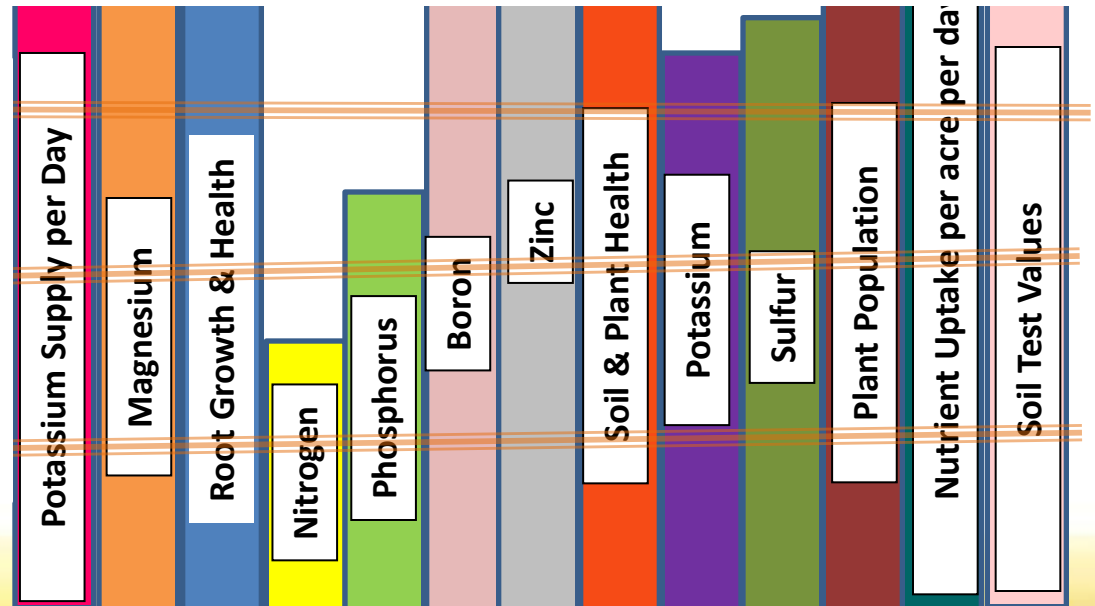 Potassium Supply per Day
Magnesium
Root Growth & Health
Nitrogen
Phosphorus
Boron
Zinc
Soil & Plant Health
Potassium
Sulfur
Plant Population
Nutrient Uptake per acre per day
Soil Test Values